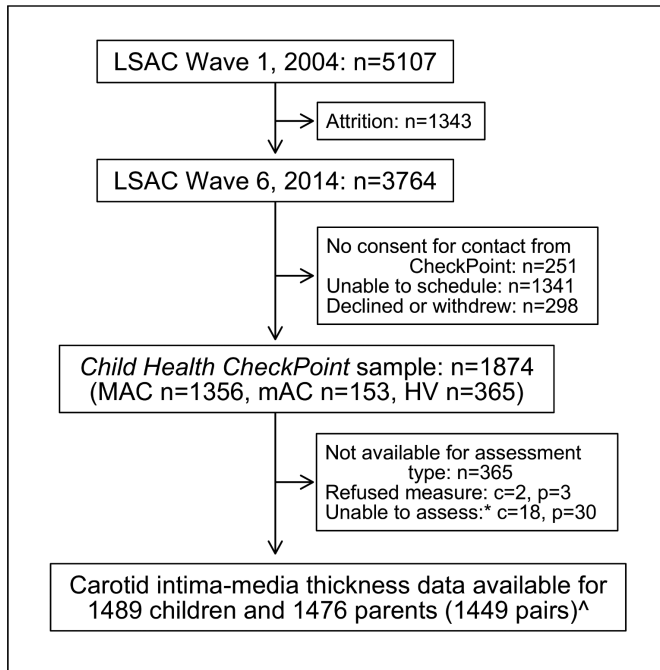 LSAC Wave 1, 2004: n=5107
Attrition: n=1343
LSAC Wave 6, 2014: n=3764
No consent for contact from
CheckPoint: n=251
Unable to schedule: n=1341
Declined or withdrew: n=298
Child Health CheckPoint sample: n=1874
(MAC n=1356, mAC n=153, HV n=365)
Not available for assessment
type: n=365
Refused measure: c=2, p=3
Unable to assess:* c=18, p=30
Carotid intima-media thickness data available for
1489 children and 1476 parents (1449 pairs)^